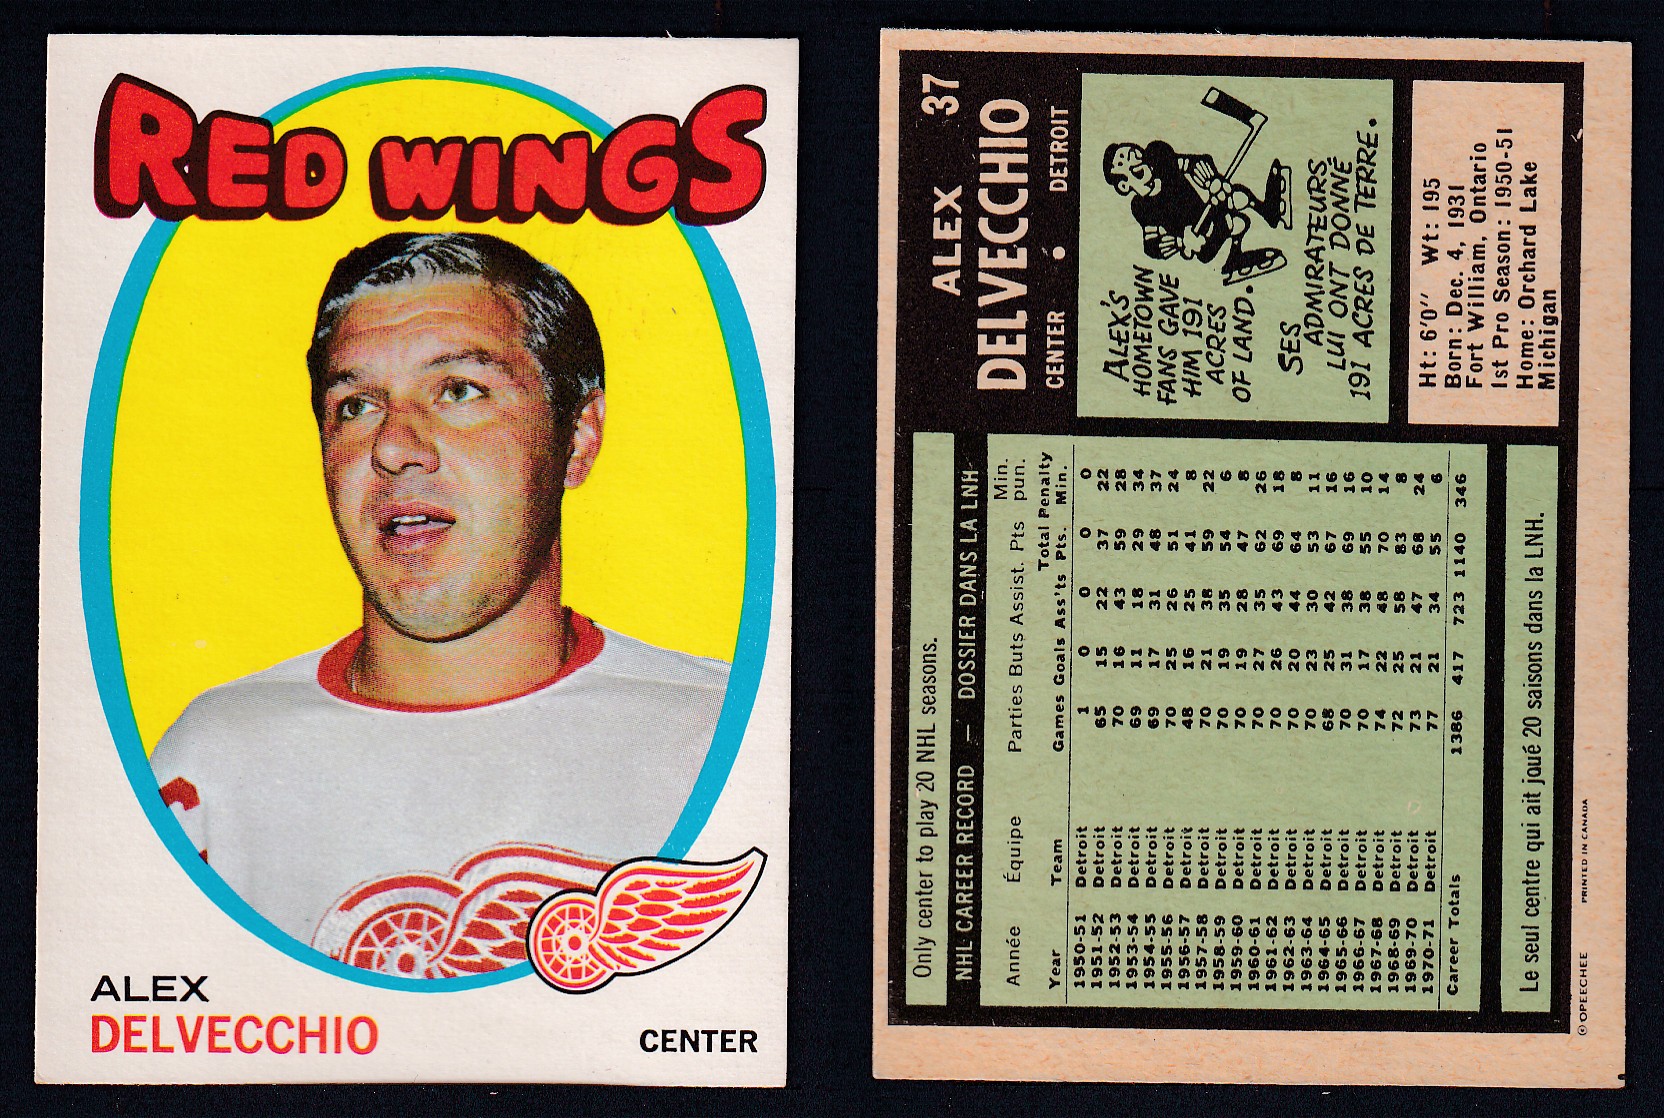 RED WINGS
ALEX
DELVECCHIO
CENTER
ALEX 37
DELVECCHIO
CENTER • DETROIT
ALEX'S
HOMETOWN
FANS GAVE
HIM 191
ACRES
OF LAND.
SES
ADMIRATEURS
LUI ONT DONNÉ
191 ACRES DE TERRE.
Ht: 6'0" Wt: 195
Born: Dec. 4, 1931
Fort William, Ontario
1st Pro Season: 1950-51
Home: Orchard Lake
Michigan
Only center to play 20 NHL seasons.
NHL CAREER RECORD — DOSSIER DANS LA LNH
Année Équipe Parties Buts Assist. Pts Min. pun.
Year Team Games Goals Ass'ts Total Pts. Penalty Min.
1950-51 Detroit 1 0 0 0 0
1951-52 Detroit 65 15 22 37 22
1952-53 Detroit 70 16 43 59 28
1953-54 Detroit 69 11 18 29 34
1954-55 Detroit 69 17 31 48 37
1955-56 Detroit 70 25 26 51 24
1956-57 Detroit 48 16 25 41 8
1957-58 Detroit 70 21 38 59 22
1958-59 Detroit 70 19 35 54 6
1959-60 Detroit 70 19 28 47 8
1960-61 Detroit 70 27 35 62 26
1961-62 Detroit 70 26 43 69 18
1962-63 Detroit 70 20 44 64 8
1963-64 Detroit 70 23 30 53 11
1964-65 Detroit 68 25 42 67 16
1965-66 Detroit 70 31 38 69 16
1966-67 Detroit 70 17 38 55 10
1967-68 Detroit 74 22 48 70 14
1968-69 Detroit 72 25 58 83 8
1969-70 Detroit 73 21 47 68 24
1970-71 Detroit 77 21 34 55 6
Career Totals 1386 417 723 1140 346
Le seul centre qui ait joué 20 saisons dans la LNH.
© OPEECHEE PRINTED IN CANADA